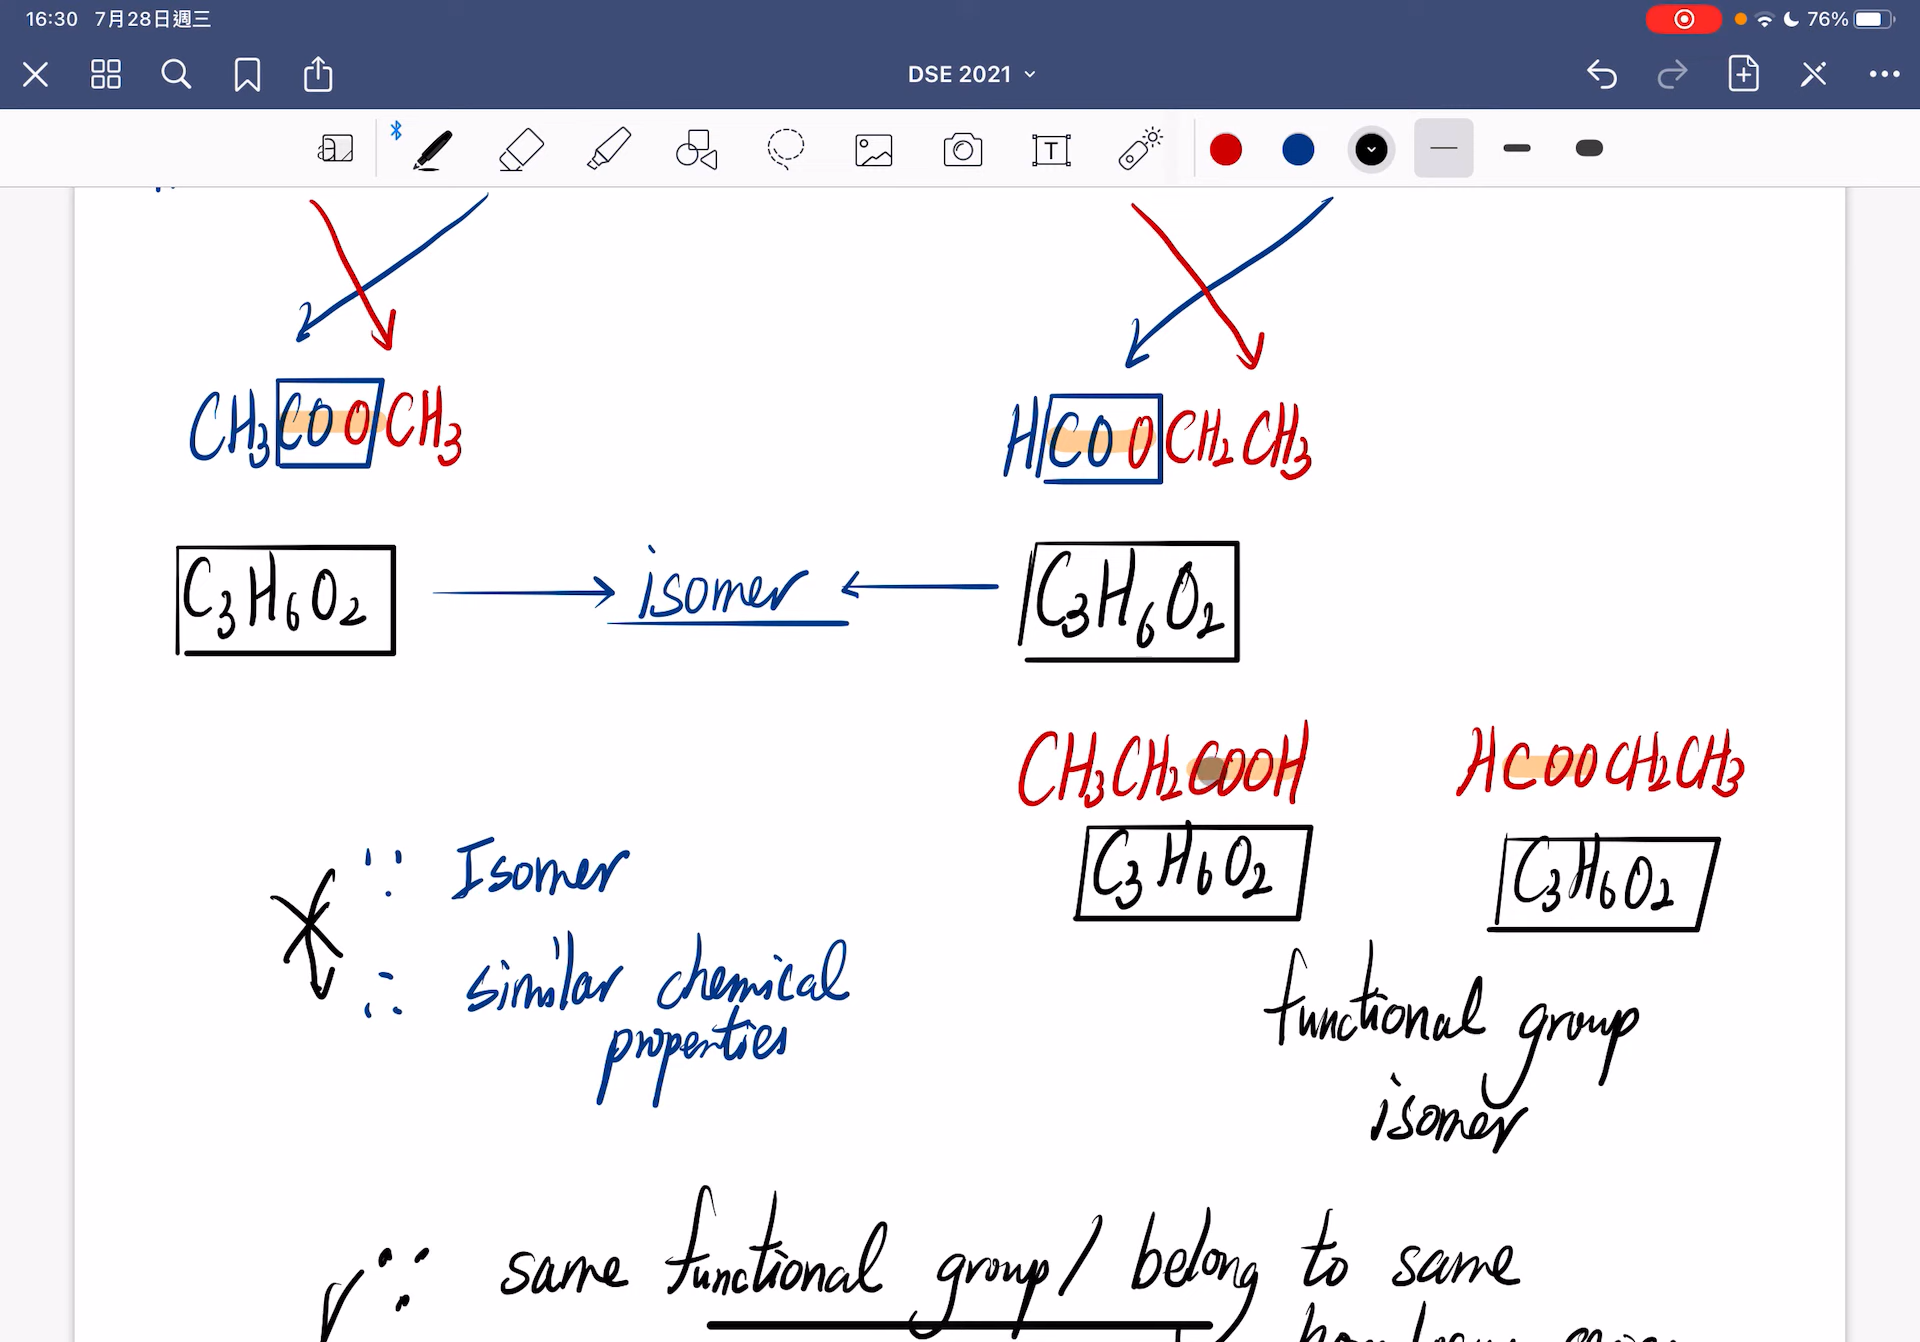 16:30 7月28日週三
76%
DSE 2021
CH₃COOCH₃
HCOOCH₂CH₃
C₃H₆O₂
isomer
C₃H₆O₂
CH₃CH₂COOH
HCOOCH₂CH₃
C₃H₆O₂
C₃H₆O₂
functional group
isomer
∵ Isomer
∴ similar chemical
properties
∵ same functional group / belong to same